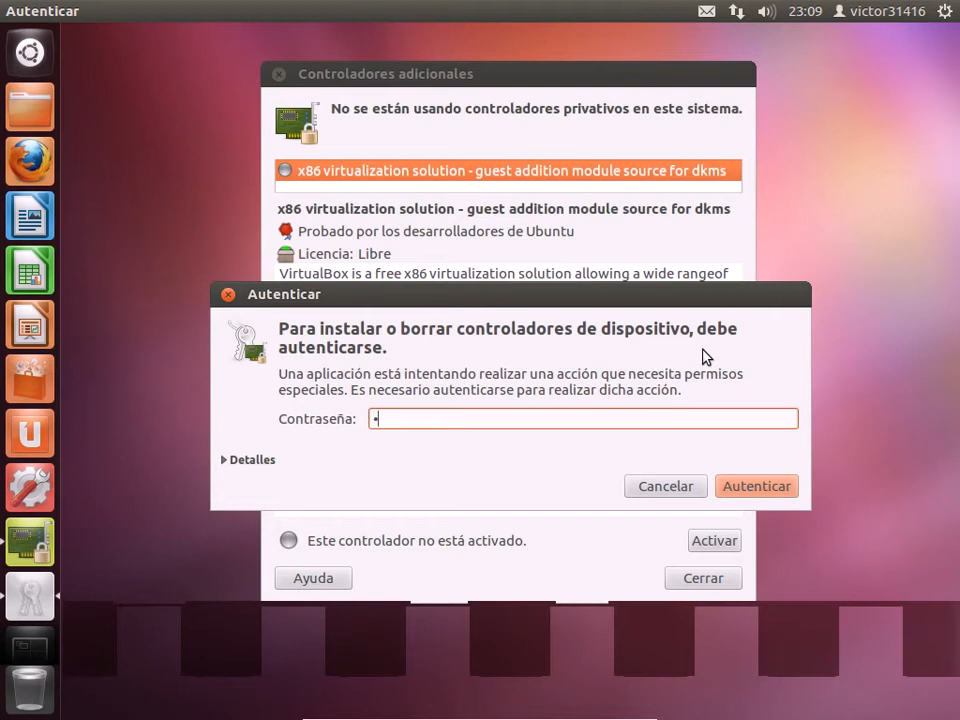 Autenticar
23:09
victor31416
Controladores adicionales
No se están usando controladores privativos en este sistema.
x86 virtualization solution - guest addition module source for dkms
x86 virtualization solution - guest addition module source for dkms
Probado por los desarrolladores de Ubuntu
Licencia: Libre
VirtualBox is a free x86 virtualization solution allowing a wide rangeof
Autenticar
Para instalar o borrar controladores de dispositivo, debe
autenticarse.
Una aplicación está intentando realizar una acción que necesita permisos
especiales. Es necesario autenticarse para realizar dicha acción.
Contraseña: •
Detalles
Cancelar
Autenticar
Este controlador no está activado.
Activar
Ayuda
Cerrar